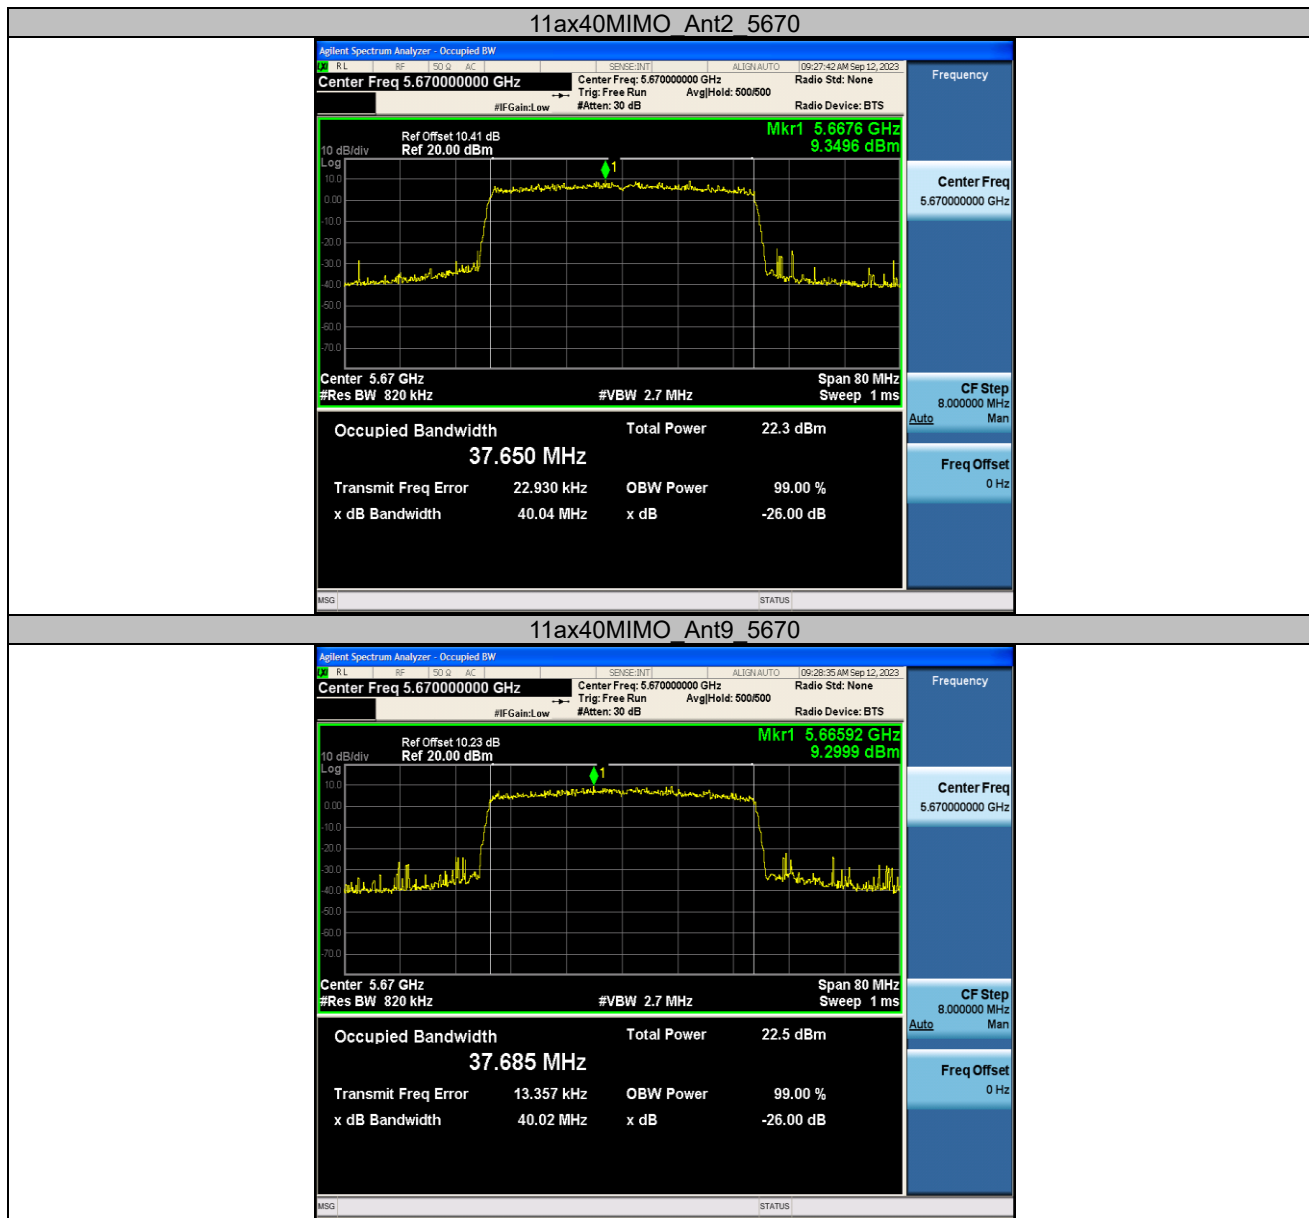 11ax40MIMO_Ant2_5670
Agilent Spectrum Analyzer - Occupied BW
RL RF 50 Ω AC SENSE:INT ALIGN AUTO 09:27:42 AM Sep 12, 2023
Center Freq 5.670000000 GHz Center Freq: 5.670000000 GHz Radio Std: None Frequency
Trig: Free Run Avg|Hold: 500/500
#IFGain:Low #Atten: 30 dB Radio Device: BTS
Mkr1 5.6676 GHz
9.3496 dBm
Ref Offset 10.41 dB
10 dB/div Ref 20.00 dBm
Log
1
10.0
0.00
-10.0
-20.0
-30.0
-40.0
-50.0
-60.0
-70.0
Center Freq
5.670000000 GHz
Center 5.67 GHz Span 80 MHz
#Res BW 820 kHz #VBW 2.7 MHz Sweep 1 ms
CF Step
8.000000 MHz
Auto Man
Occupied Bandwidth Total Power 22.3 dBm
37.650 MHz
Freq Offset
0 Hz
Transmit Freq Error 22.930 kHz OBW Power 99.00 %
x dB Bandwidth 40.04 MHz x dB -26.00 dB
MSG STATUS
11ax40MIMO_Ant9_5670
Agilent Spectrum Analyzer - Occupied BW
RL RF 50 Ω AC SENSE:INT ALIGN AUTO 09:28:35 AM Sep 12, 2023
Center Freq 5.670000000 GHz Center Freq: 5.670000000 GHz Radio Std: None Frequency
Trig: Free Run Avg|Hold: 500/500
#IFGain:Low #Atten: 30 dB Radio Device: BTS
Mkr1 5.66592 GHz
9.2999 dBm
Ref Offset 10.23 dB
10 dB/div Ref 20.00 dBm
Log
1
10.0
0.00
-10.0
-20.0
-30.0
-40.0
-50.0
-60.0
-70.0
Center Freq
5.670000000 GHz
Center 5.67 GHz Span 80 MHz
#Res BW 820 kHz #VBW 2.7 MHz Sweep 1 ms
CF Step
8.000000 MHz
Auto Man
Occupied Bandwidth Total Power 22.5 dBm
37.685 MHz
Freq Offset
0 Hz
Transmit Freq Error 13.357 kHz OBW Power 99.00 %
x dB Bandwidth 40.02 MHz x dB -26.00 dB
MSG STATUS